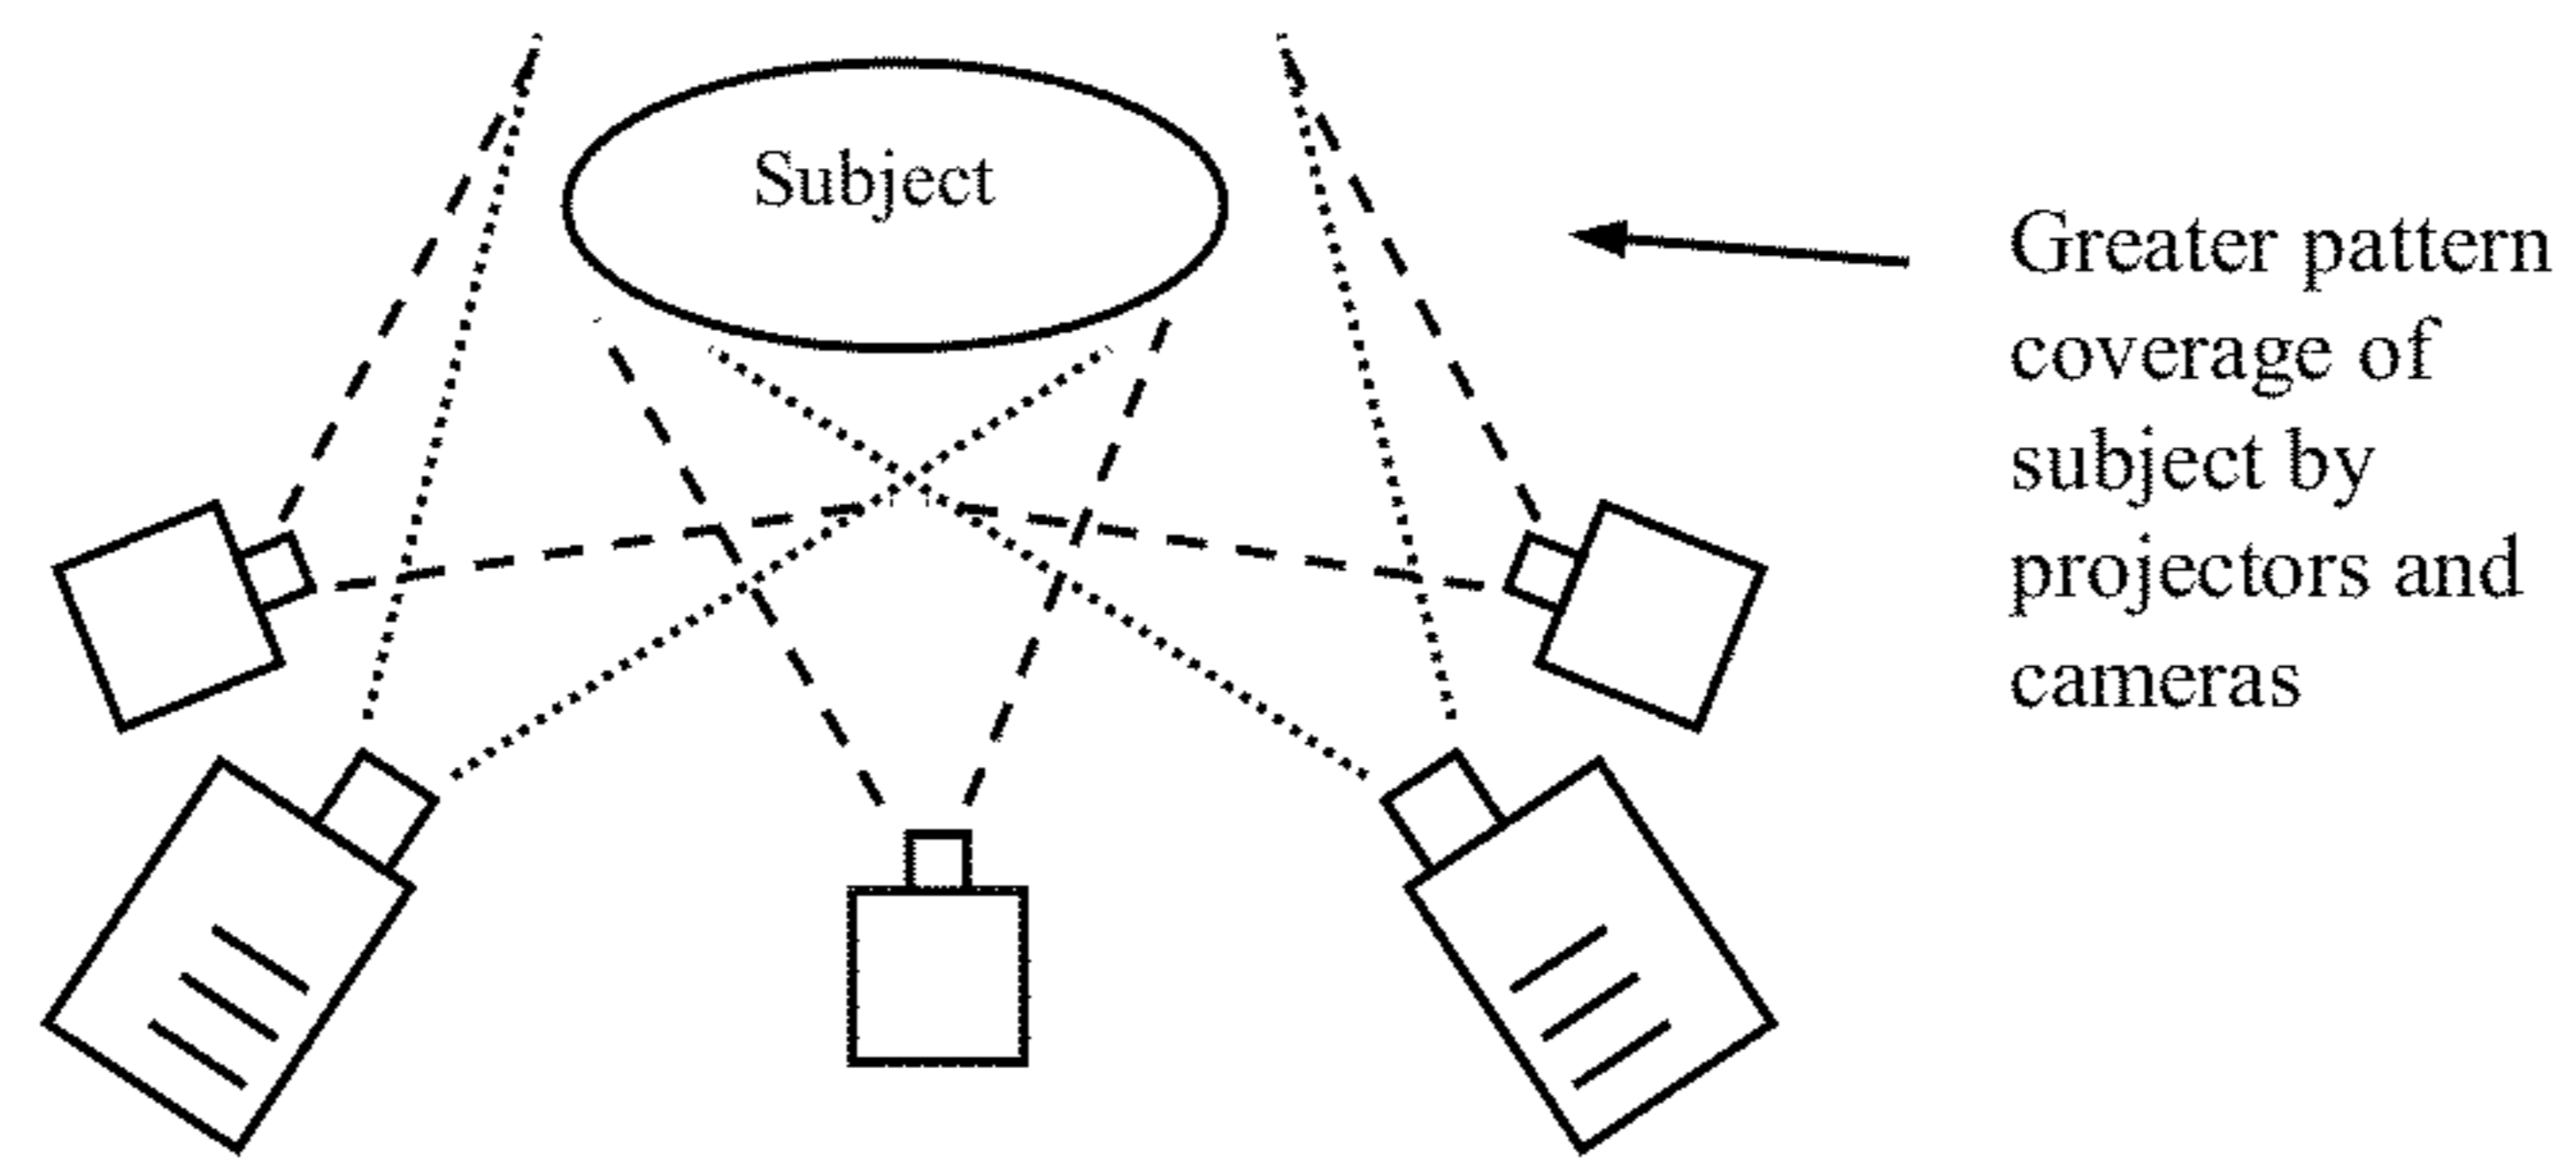 Subject
Greater pattern
coverage of
subject by
projectors and
cameras